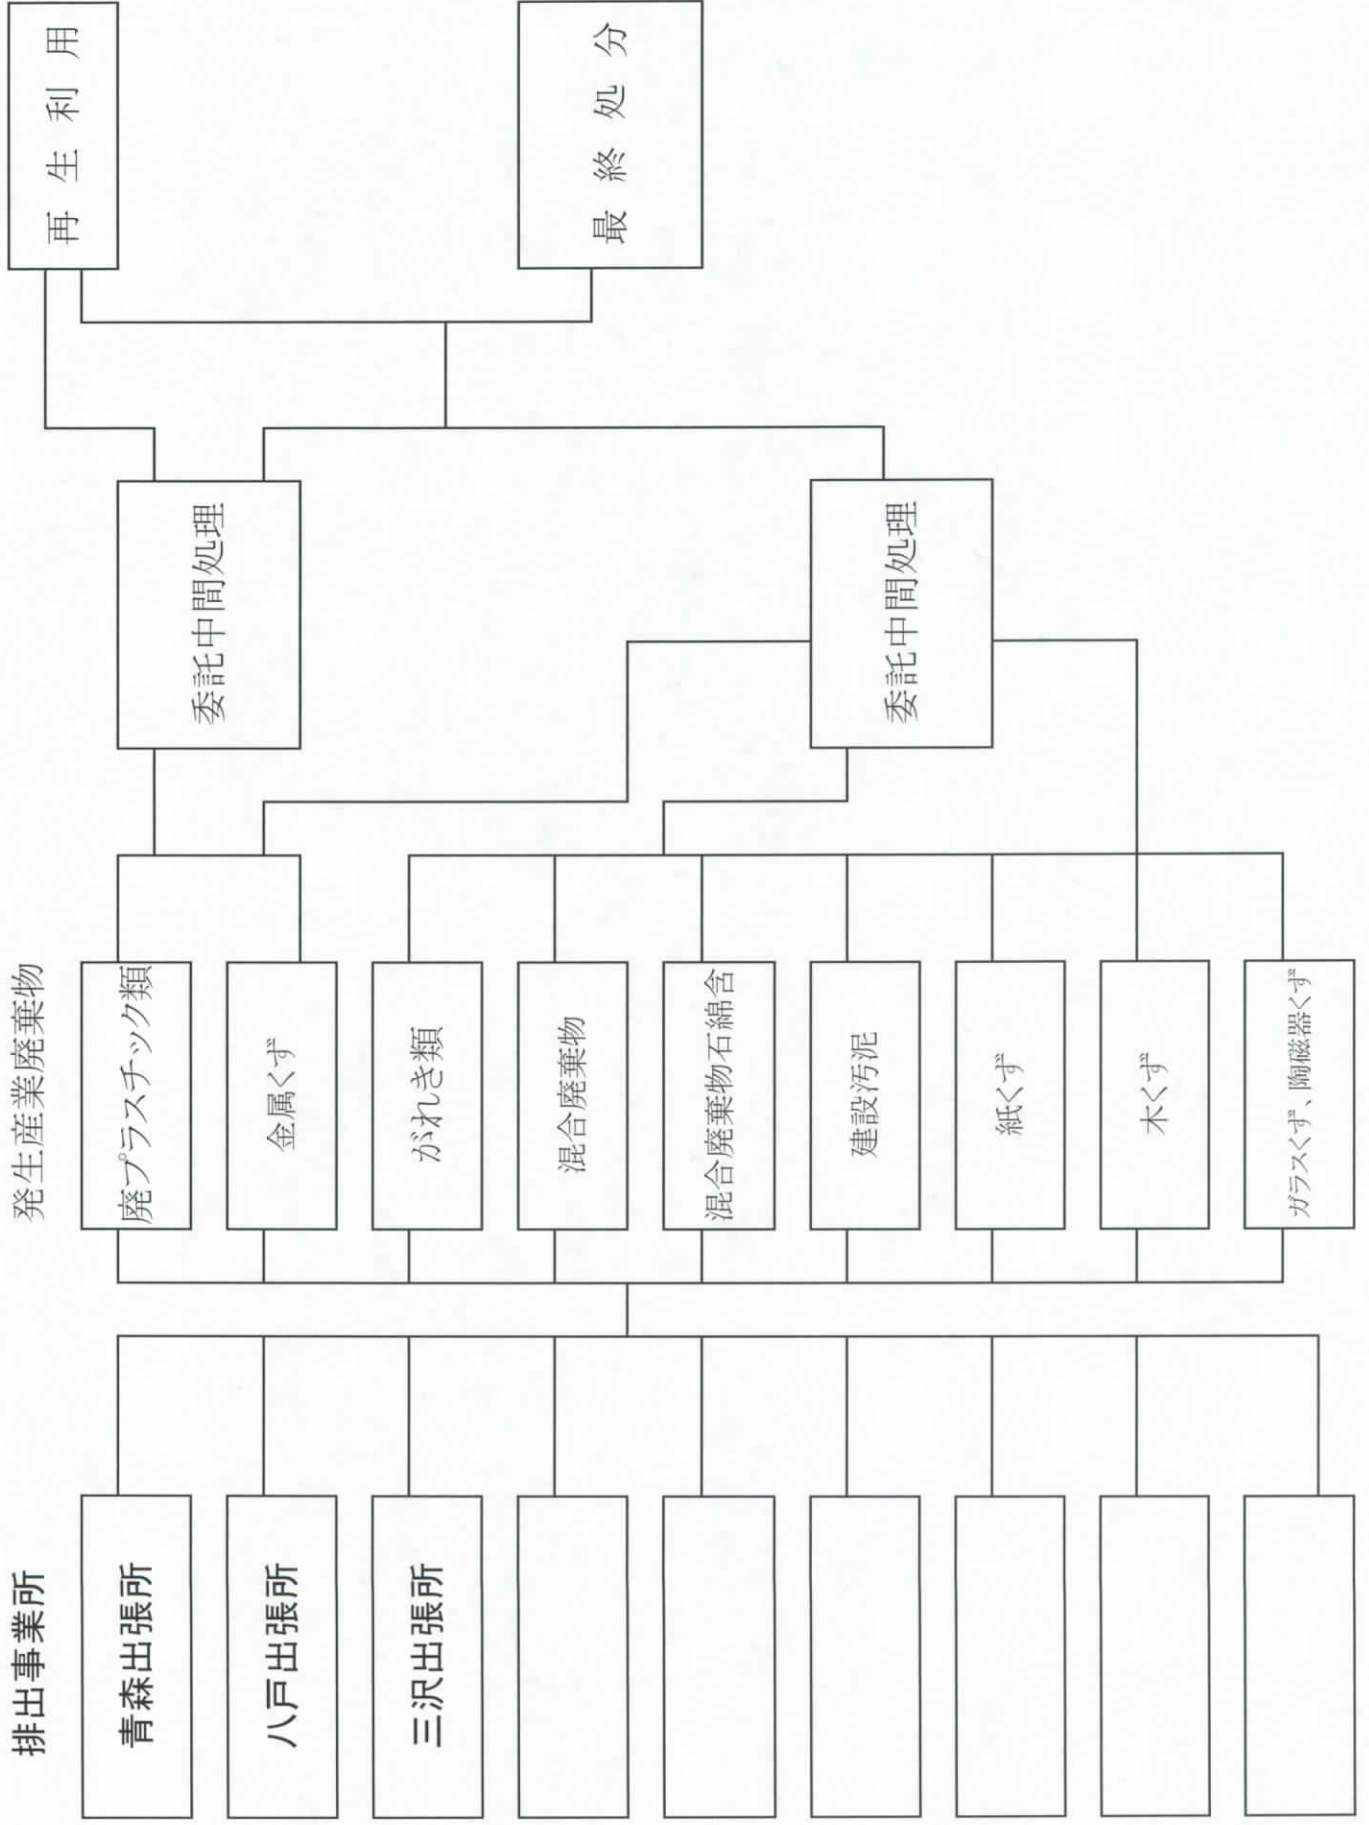 排出事業所
青森出張所
八戸出張所
三沢出張所
発生産業廃棄物
廃プラスチック類
金属くず
がれき類
混合廃棄物
混合廃棄物石綿含
建設汚泥
紙くず
木くず
ガラスくず、陶磁器くず
委託中間処理
委託中間処理
再生利用
最終処分